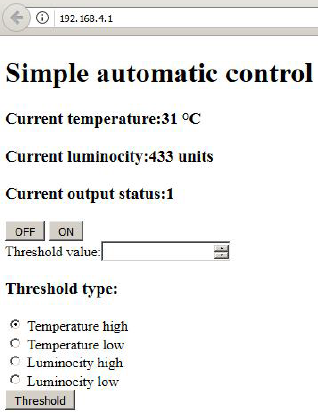 192.168.4.1
Simple automatic control
Current temperature:31 °C
Current luminocity:433 units
Current output status:1
OFF ON
Threshold value:
Threshold type:
Temperature high
Temperature low
Luminocity high
Luminocity low
Threshold